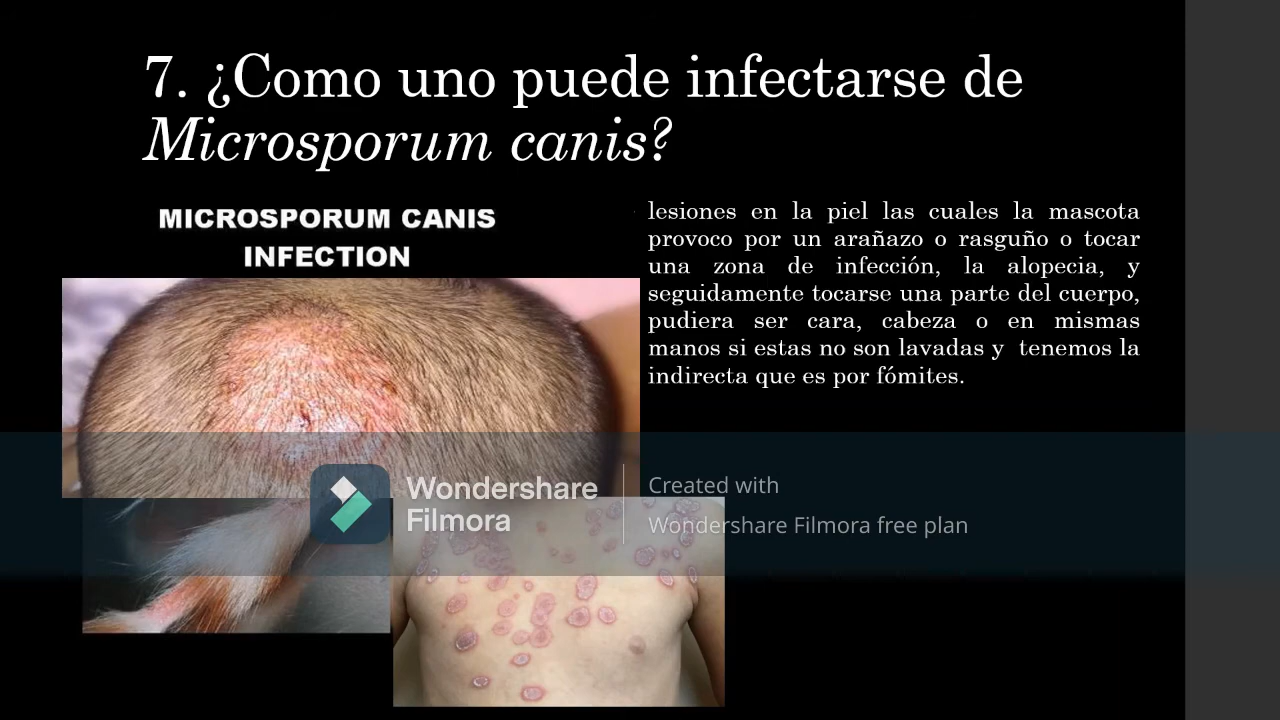 7. ¿Como uno puede infectarse de
Microsporum canis?
MICROSPORUM CANIS
INFECTION
lesiones en la piel las cuales la mascota
provoco por un arañazo o rasguño o tocar
una zona de infección, la alopecia, y
seguidamente tocarse una parte del cuerpo,
pudiera ser cara, cabeza o en mismas
manos si estas no son lavadas y tenemos la
indirecta que es por fómites.
Wondershare
Filmora
Created with
Wondershare Filmora free plan